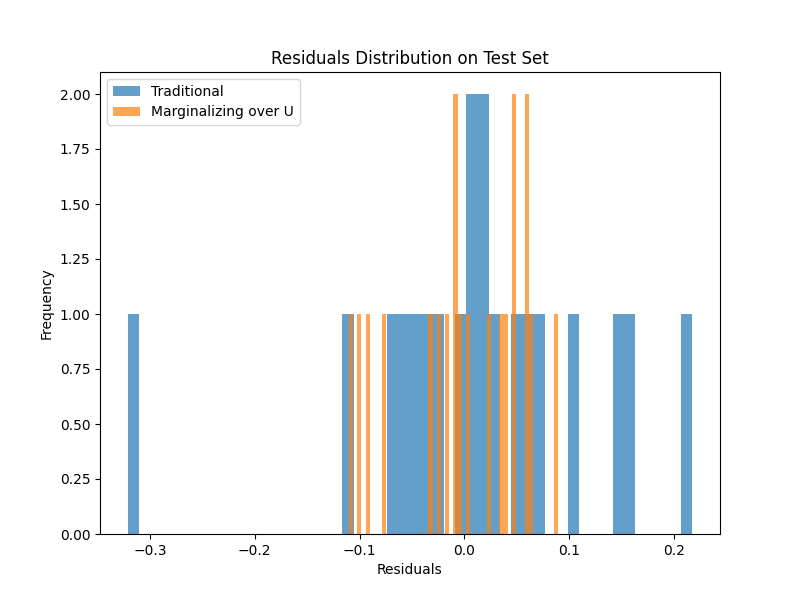 Residuals Distribution on Test Set
Traditional
Marginalizing over U
2.00
1.75
1.50
1.25
1.00
0.75
0.50
0.25
0.00
Frequency
−0.3 −0.2 −0.1 0.0 0.1 0.2
Residuals